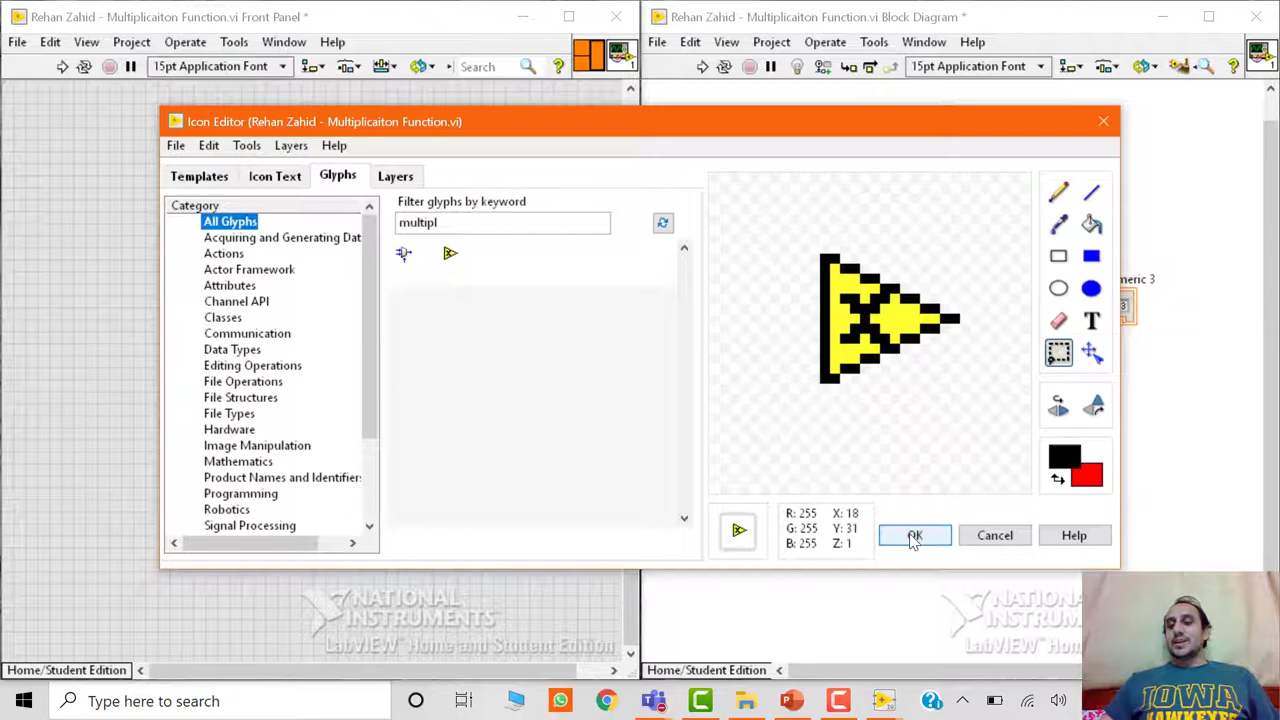 Rehan Zahid - Multiplicaiton Function.vi Front Panel *
File Edit View Project Operate Tools Window Help
15pt Application Font
Search
Rehan Zahid - Multiplicaiton Function.vi Block Diagram *
File Edit View Project Operate Tools Window Help
15pt Application Font
Icon Editor (Rehan Zahid - Multiplicaiton Function.vi)
File Edit Tools Layers Help
Templates Icon Text Glyphs Layers
Category
All Glyphs
Acquiring and Generating Dat
Actions
Actor Framework
Attributes
Channel API
Classes
Communication
Data Types
Editing Operations
File Operations
File Structures
File Types
Hardware
Image Manipulation
Mathematics
Product Names and Identifier:
Programming
Robotics
Signal Processing
Filter glyphs by keyword
multipl
T
R: 255 X: 18
G: 255 Y: 31
B: 255 Z: 1
OK Cancel Help
meric 3
NATIONAL INSTRUMENTS
LabVIEW™ Home and Student Edition
NATIONAL
INSTRUMENTS
LabVIEW™ Hom
Home/Student Edition
Home/Student Edition
Type here to search
IOWA
HAWKEYES